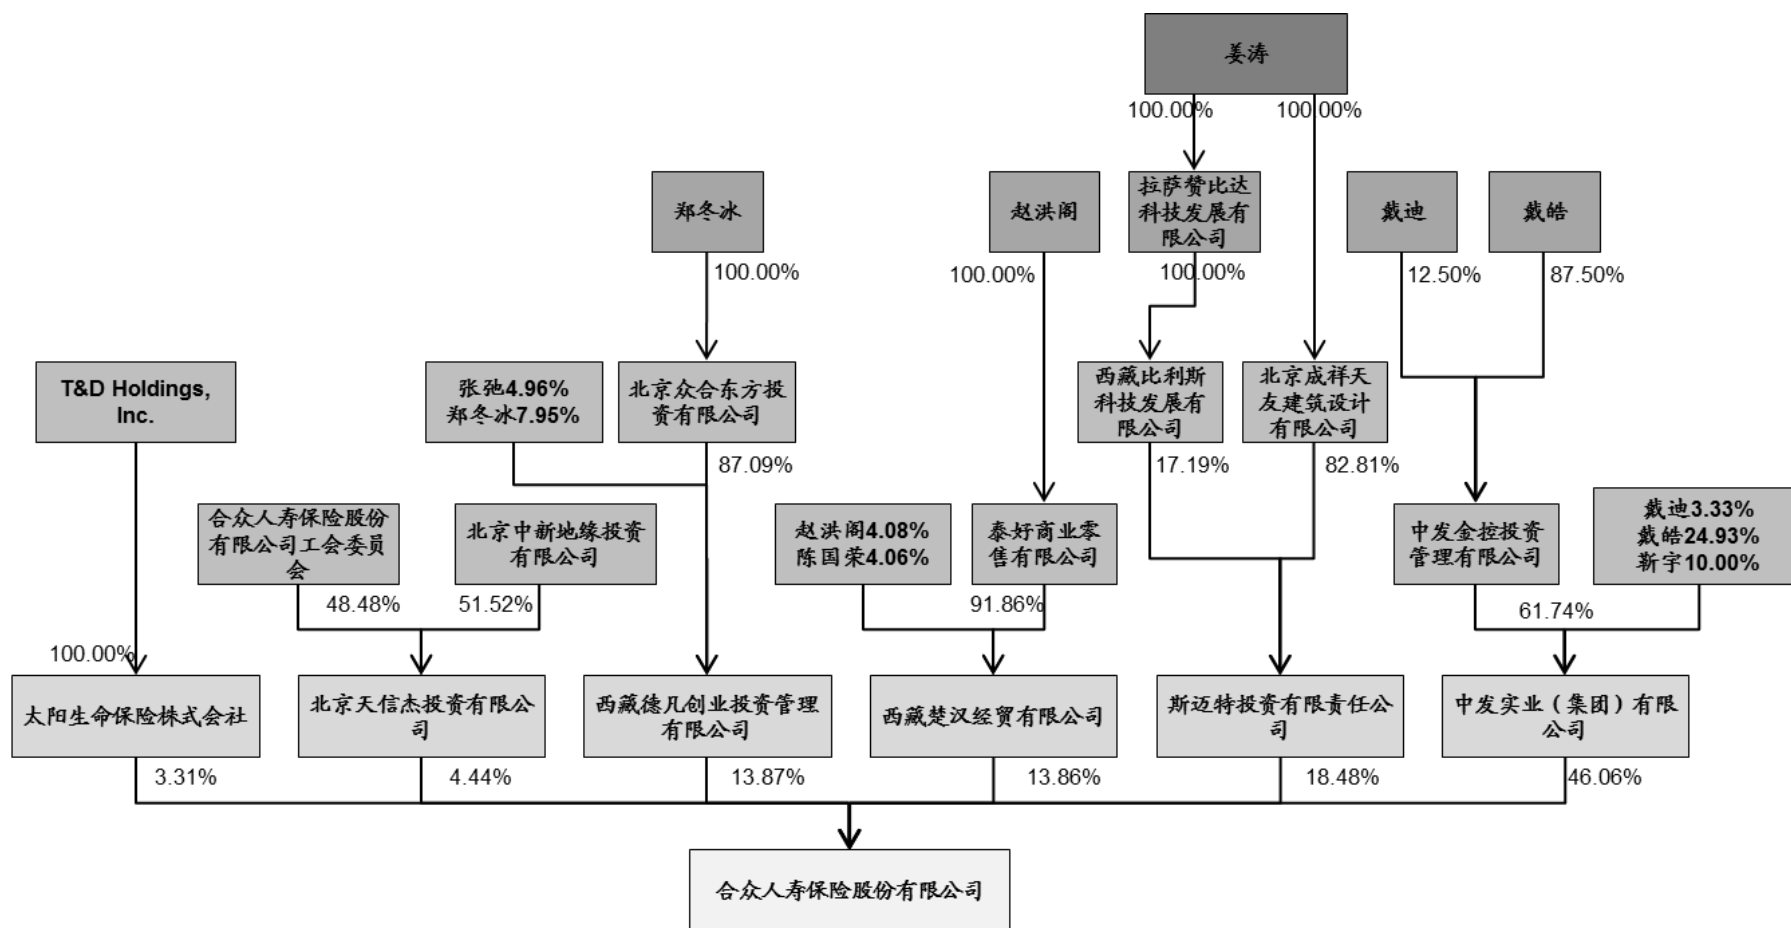 姜涛
100.00%
100.00%
郑冬冰
赵洪阁
拉萨赞比达
科技发展有
限公司
戴迪
戴皓
100.00%
100.00%
100.00%
12.50%
87.50%
T&D Holdings,
Inc.
张弛4.96%
郑冬冰7.95%
北京众合东方投
资有限公司
西藏比利斯
科技发展有
限公司
北京成祥天
友建筑设计
有限公司
87.09%
17.19%
82.81%
合众人寿保险股份
有限公司工会委员
会
北京中新地缘投资
有限公司
赵洪阁4.08%
陈国荣4.06%
泰好商业零
售有限公司
中发金控投资
管理有限公司
戴迪3.33%
戴皓24.93%
靳宇10.00%
48.48%
51.52%
91.86%
61.74%
100.00%
太阳生命保险株式会社
北京天信杰投资有限公
司
西藏德凡创业投资管理
有限公司
西藏楚汉经贸有限公司
斯迈特投资有限责任公
司
中发实业（集团）有限
公司
3.31%
4.44%
13.87%
13.86%
18.48%
46.06%
合众人寿保险股份有限公司